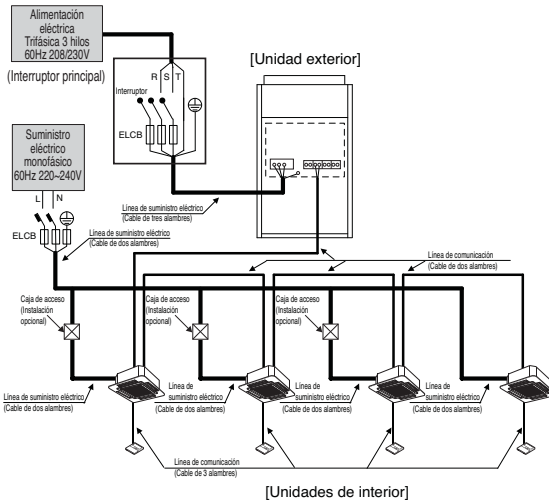 Alimentación
eléctrica
Trifásica 3 hilos
60Hz 208/230V
(Interruptor principal)
R S T
Interruptor
ELCB
[Unidad exterior]
Suministro
eléctrico
monofásico
60Hz 220~240V
L N
ELCB
Línea de suministro eléctrico
(Cable de dos alambres)
Línea de suministro eléctrico
(Cable de tres alambres)
Línea de comunicación
(Cable de dos alambres)
Caja de acceso
(Instalación
opcional)
Caja de acceso
(Instalación
opcional)
Caja de acceso
(Instalación
opcional)
Línea de suministro eléctrico
(Cable de dos alambres)
Línea de
suministro eléctrico
(Cable de dos alambres)
Línea de
suministro eléctrico
(Cable de dos alambres)
Línea de
suministro eléctrico
(Cable de dos alambres)
Línea de comunicación
(Cable de 3 alambres)
[Unidades de interior]